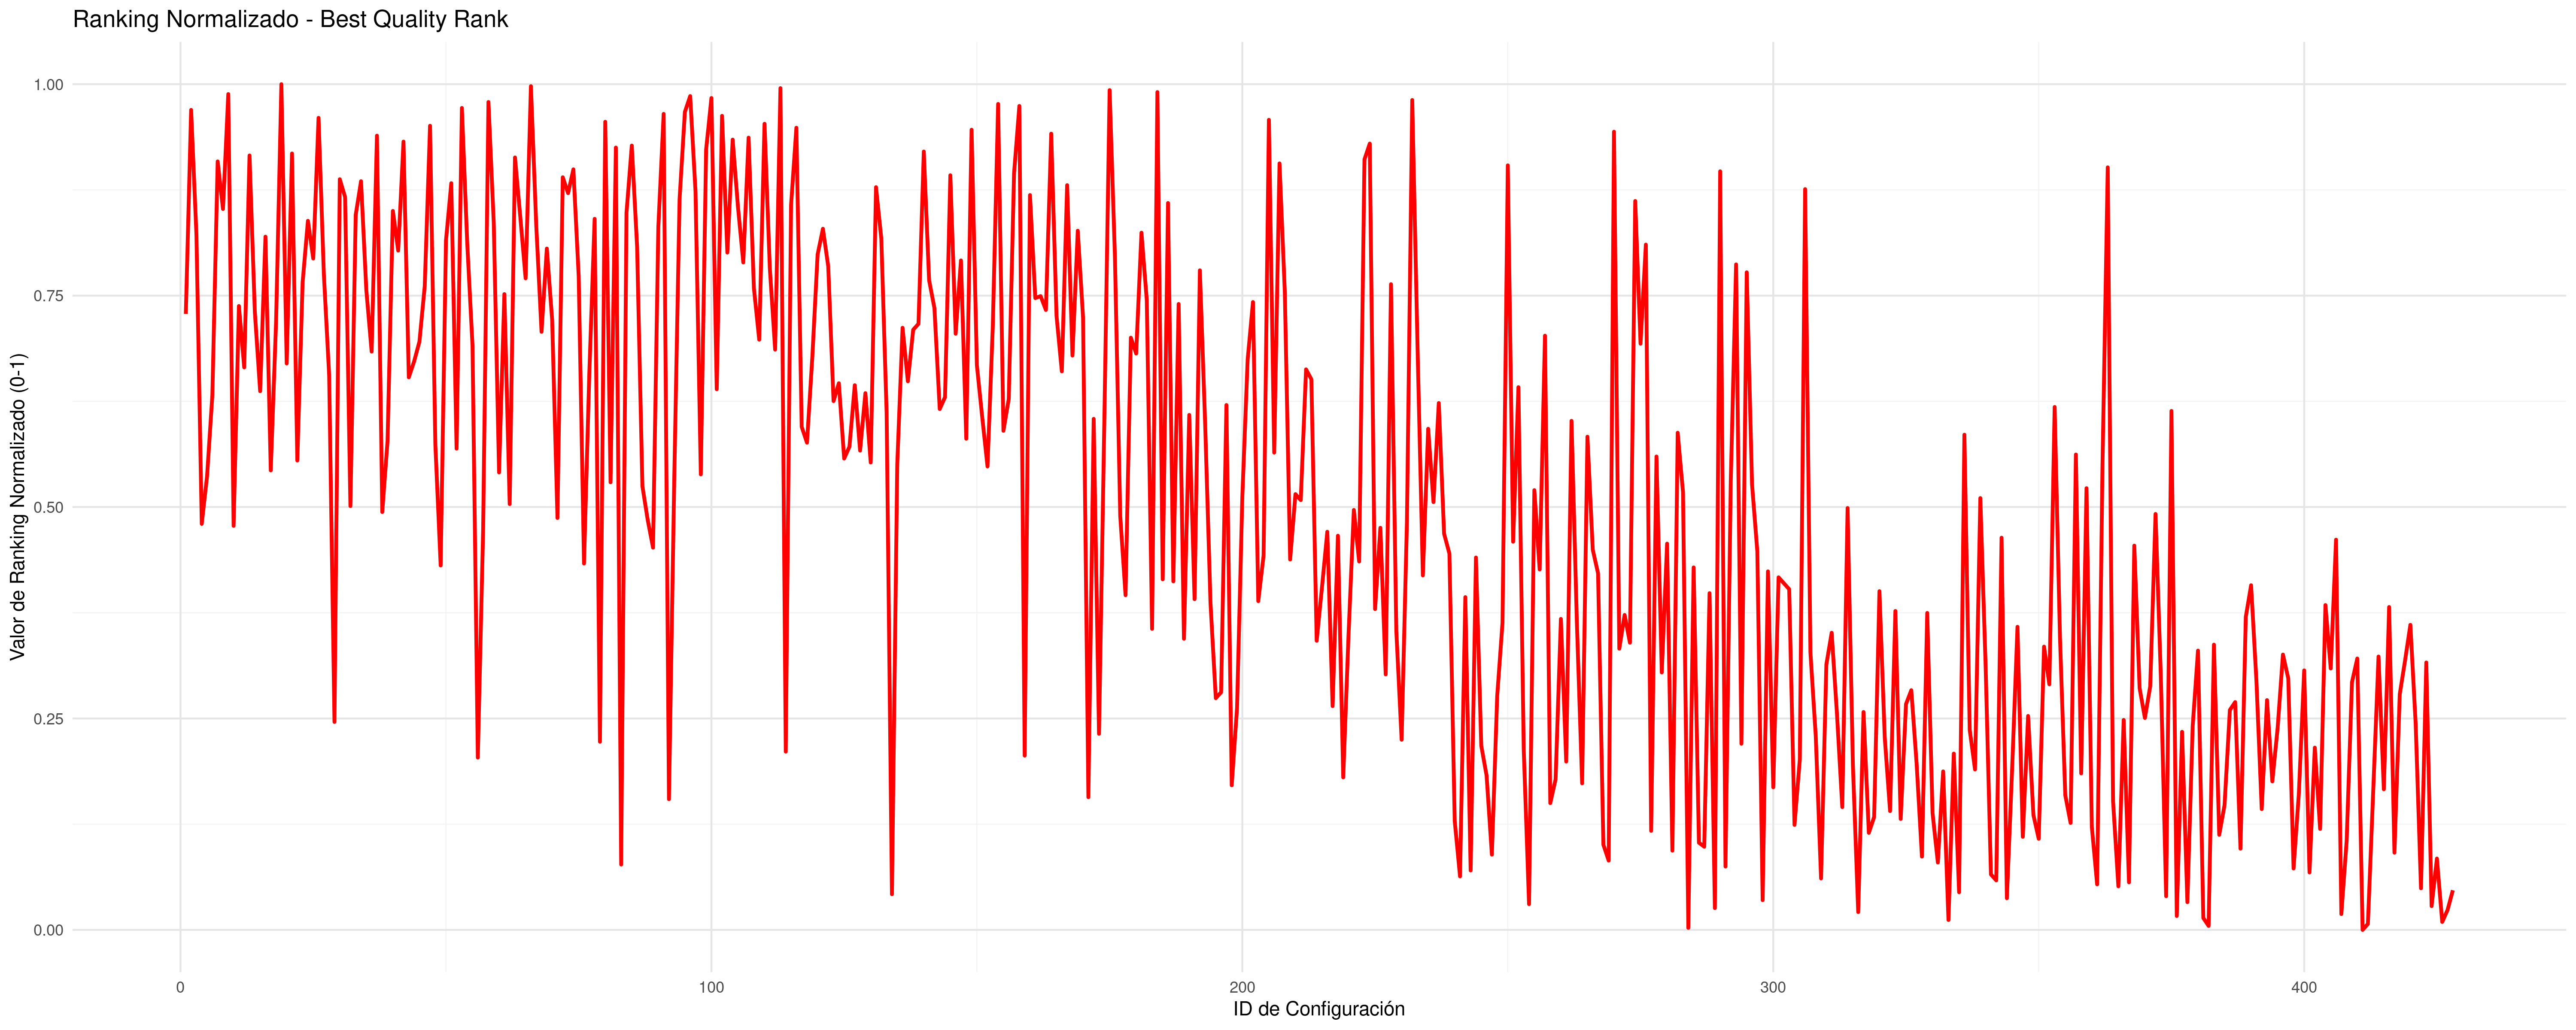 Ranking Normalizado - Best Quality Rank
Valor de Ranking Normalizado (0-1)
1.00
0.75
0.50
0.25
0.00
0 100 200 300 400
ID de Configuración